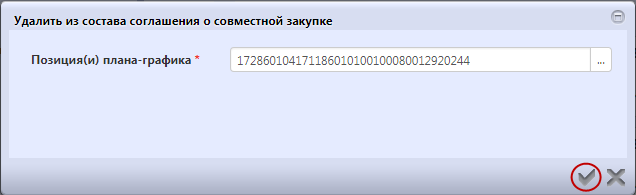 Удалить из состава соглашения о совместной закупке
Позиция(и) плана-графика * 172860104171186010100100080012920244 ...